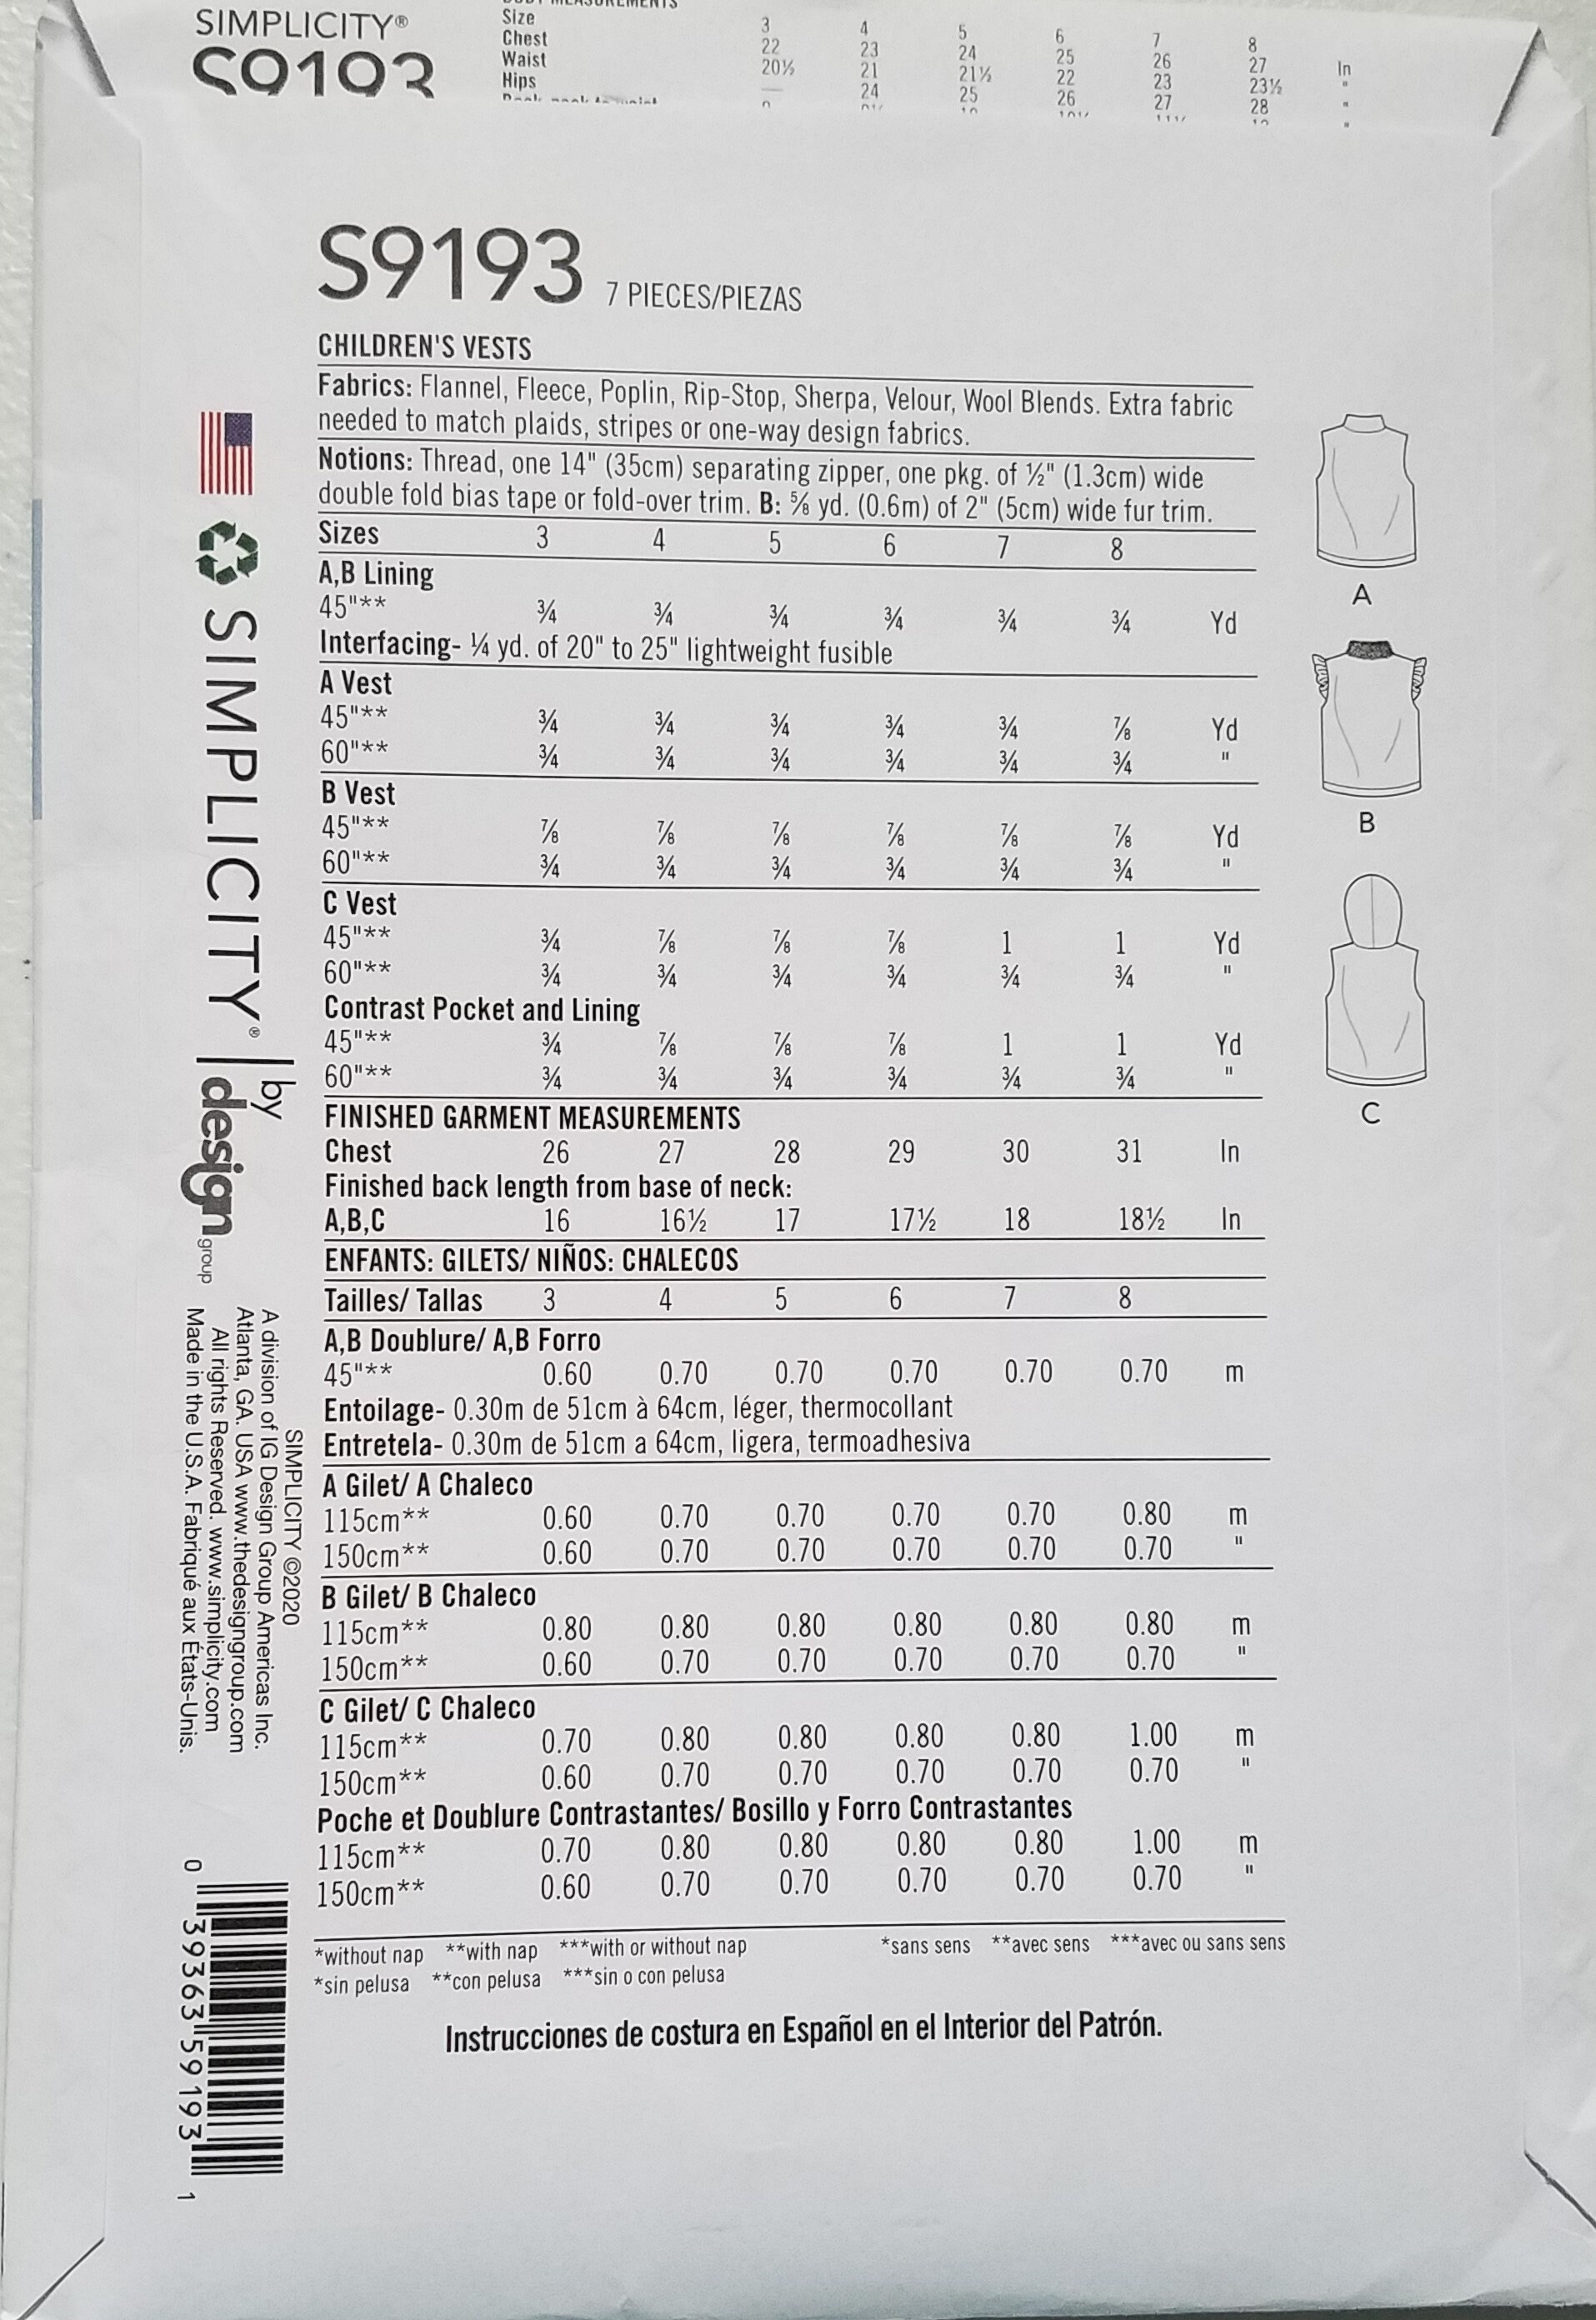 SIMPLICITY®
S9193
Size 3 4 5 6 7 8
Chest 22 23 24 25 26 27 In
Waist 20½ 21 21½ 22 23 23½ "
Hips — 24 25 26 27 28 "
S9193 7 PIECES/PIEZAS
CHILDREN'S VESTS
Fabrics: Flannel, Fleece, Poplin, Rip-Stop, Sherpa, Velour, Wool Blends. Extra fabric
needed to match plaids, stripes or one-way design fabrics.
Notions: Thread, one 14" (35cm) separating zipper, one pkg. of ½" (1.3cm) wide
double fold bias tape or fold-over trim. B: ⅝ yd. (0.6m) of 2" (5cm) wide fur trim.
Sizes 3 4 5 6 7 8
A,B Lining
45"** ¾ ¾ ¾ ¾ ¾ ¾ Yd
Interfacing- ¼ yd. of 20" to 25" lightweight fusible
A Vest
45"** ¾ ¾ ¾ ¾ ¾ ⅞ Yd
60"** ¾ ¾ ¾ ¾ ¾ ¾ "
B Vest
45"** ⅞ ⅞ ⅞ ⅞ ⅞ ⅞ Yd
60"** ¾ ¾ ¾ ¾ ¾ ¾ "
C Vest
45"** ¾ ⅞ ⅞ ⅞ 1 1 Yd
60"** ¾ ¾ ¾ ¾ ¾ ¾ "
Contrast Pocket and Lining
45"** ¾ ⅞ ⅞ ⅞ 1 1 Yd
60"** ¾ ¾ ¾ ¾ ¾ ¾ "
FINISHED GARMENT MEASUREMENTS
Chest 26 27 28 29 30 31 In
Finished back length from base of neck:
A,B,C 16 16½ 17 17½ 18 18½ In
ENFANTS: GILETS/ NIÑOS: CHALECOS
Tailles/ Tallas 3 4 5 6 7 8
A,B Doublure/ A,B Forro
45"** 0.60 0.70 0.70 0.70 0.70 0.70 m
Entoilage- 0.30m de 51cm à 64cm, léger, thermocollant
Entretela- 0.30m de 51cm a 64cm, ligera, termoadhesiva
A Gilet/ A Chaleco
115cm** 0.60 0.70 0.70 0.70 0.70 0.80 m
150cm** 0.60 0.70 0.70 0.70 0.70 0.70 "
B Gilet/ B Chaleco
115cm** 0.80 0.80 0.80 0.80 0.80 0.80 m
150cm** 0.60 0.70 0.70 0.70 0.70 0.70 "
C Gilet/ C Chaleco
115cm** 0.70 0.80 0.80 0.80 0.80 1.00 m
150cm** 0.60 0.70 0.70 0.70 0.70 0.70 "
Poche et Doublure Contrastantes/ Bosillo y Forro Contrastantes
115cm** 0.70 0.80 0.80 0.80 0.80 1.00 m
150cm** 0.60 0.70 0.70 0.70 0.70 0.70 "
*without nap **with nap ***with or without nap *sans sens **avec sens ***avec ou sans sens
*sin pelusa **con pelusa ***sin o con pelusa
Instrucciones de costura en Español en el Interior del Patrón.
A
B
C
SIMPLICITY® | by
design
group
SIMPLICITY ©2020
A division of IG Design Group Americas Inc.
Atlanta, GA. USA www.thedesigngroup.com
All rights Reserved. www.simplicity.com
Made in the U.S.A. Fabriqué aux États-Unis.
0 39363 59193 1